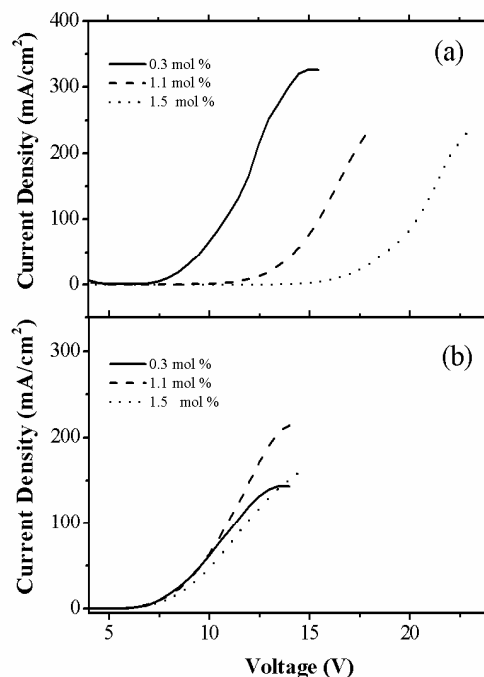 400
300
200
100
0
Current Density (mA/cm²)
(a)
0.3 mol %
1.1 mol %
1.5 mol %
300
200
100
0
Current Density (mA/cm²)
(b)
0.3 mol %
1.1 mol %
1.5 mol %
5 10 15 20
Voltage (V)